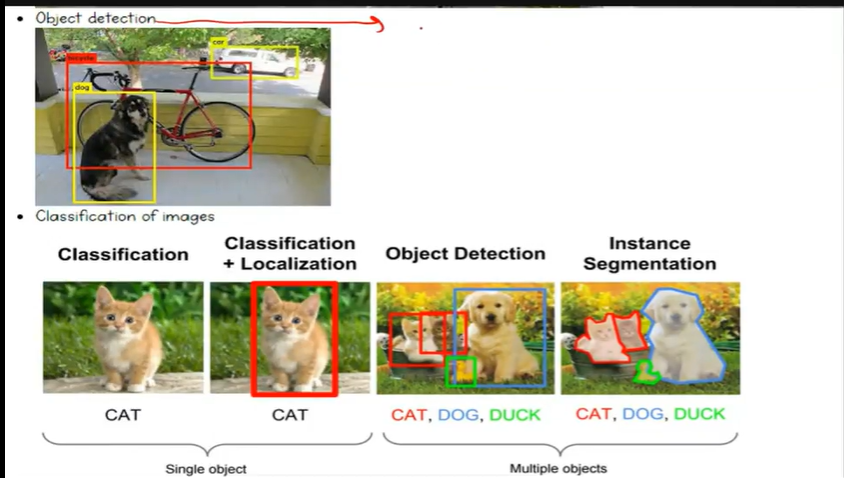 • Object detection
car
bicycle
dog
• Classification of images
Classification
Classification
+ Localization
Object Detection
Instance
Segmentation
CAT
CAT
CAT, DOG, DUCK
CAT, DOG, DUCK
Single object
Multiple objects